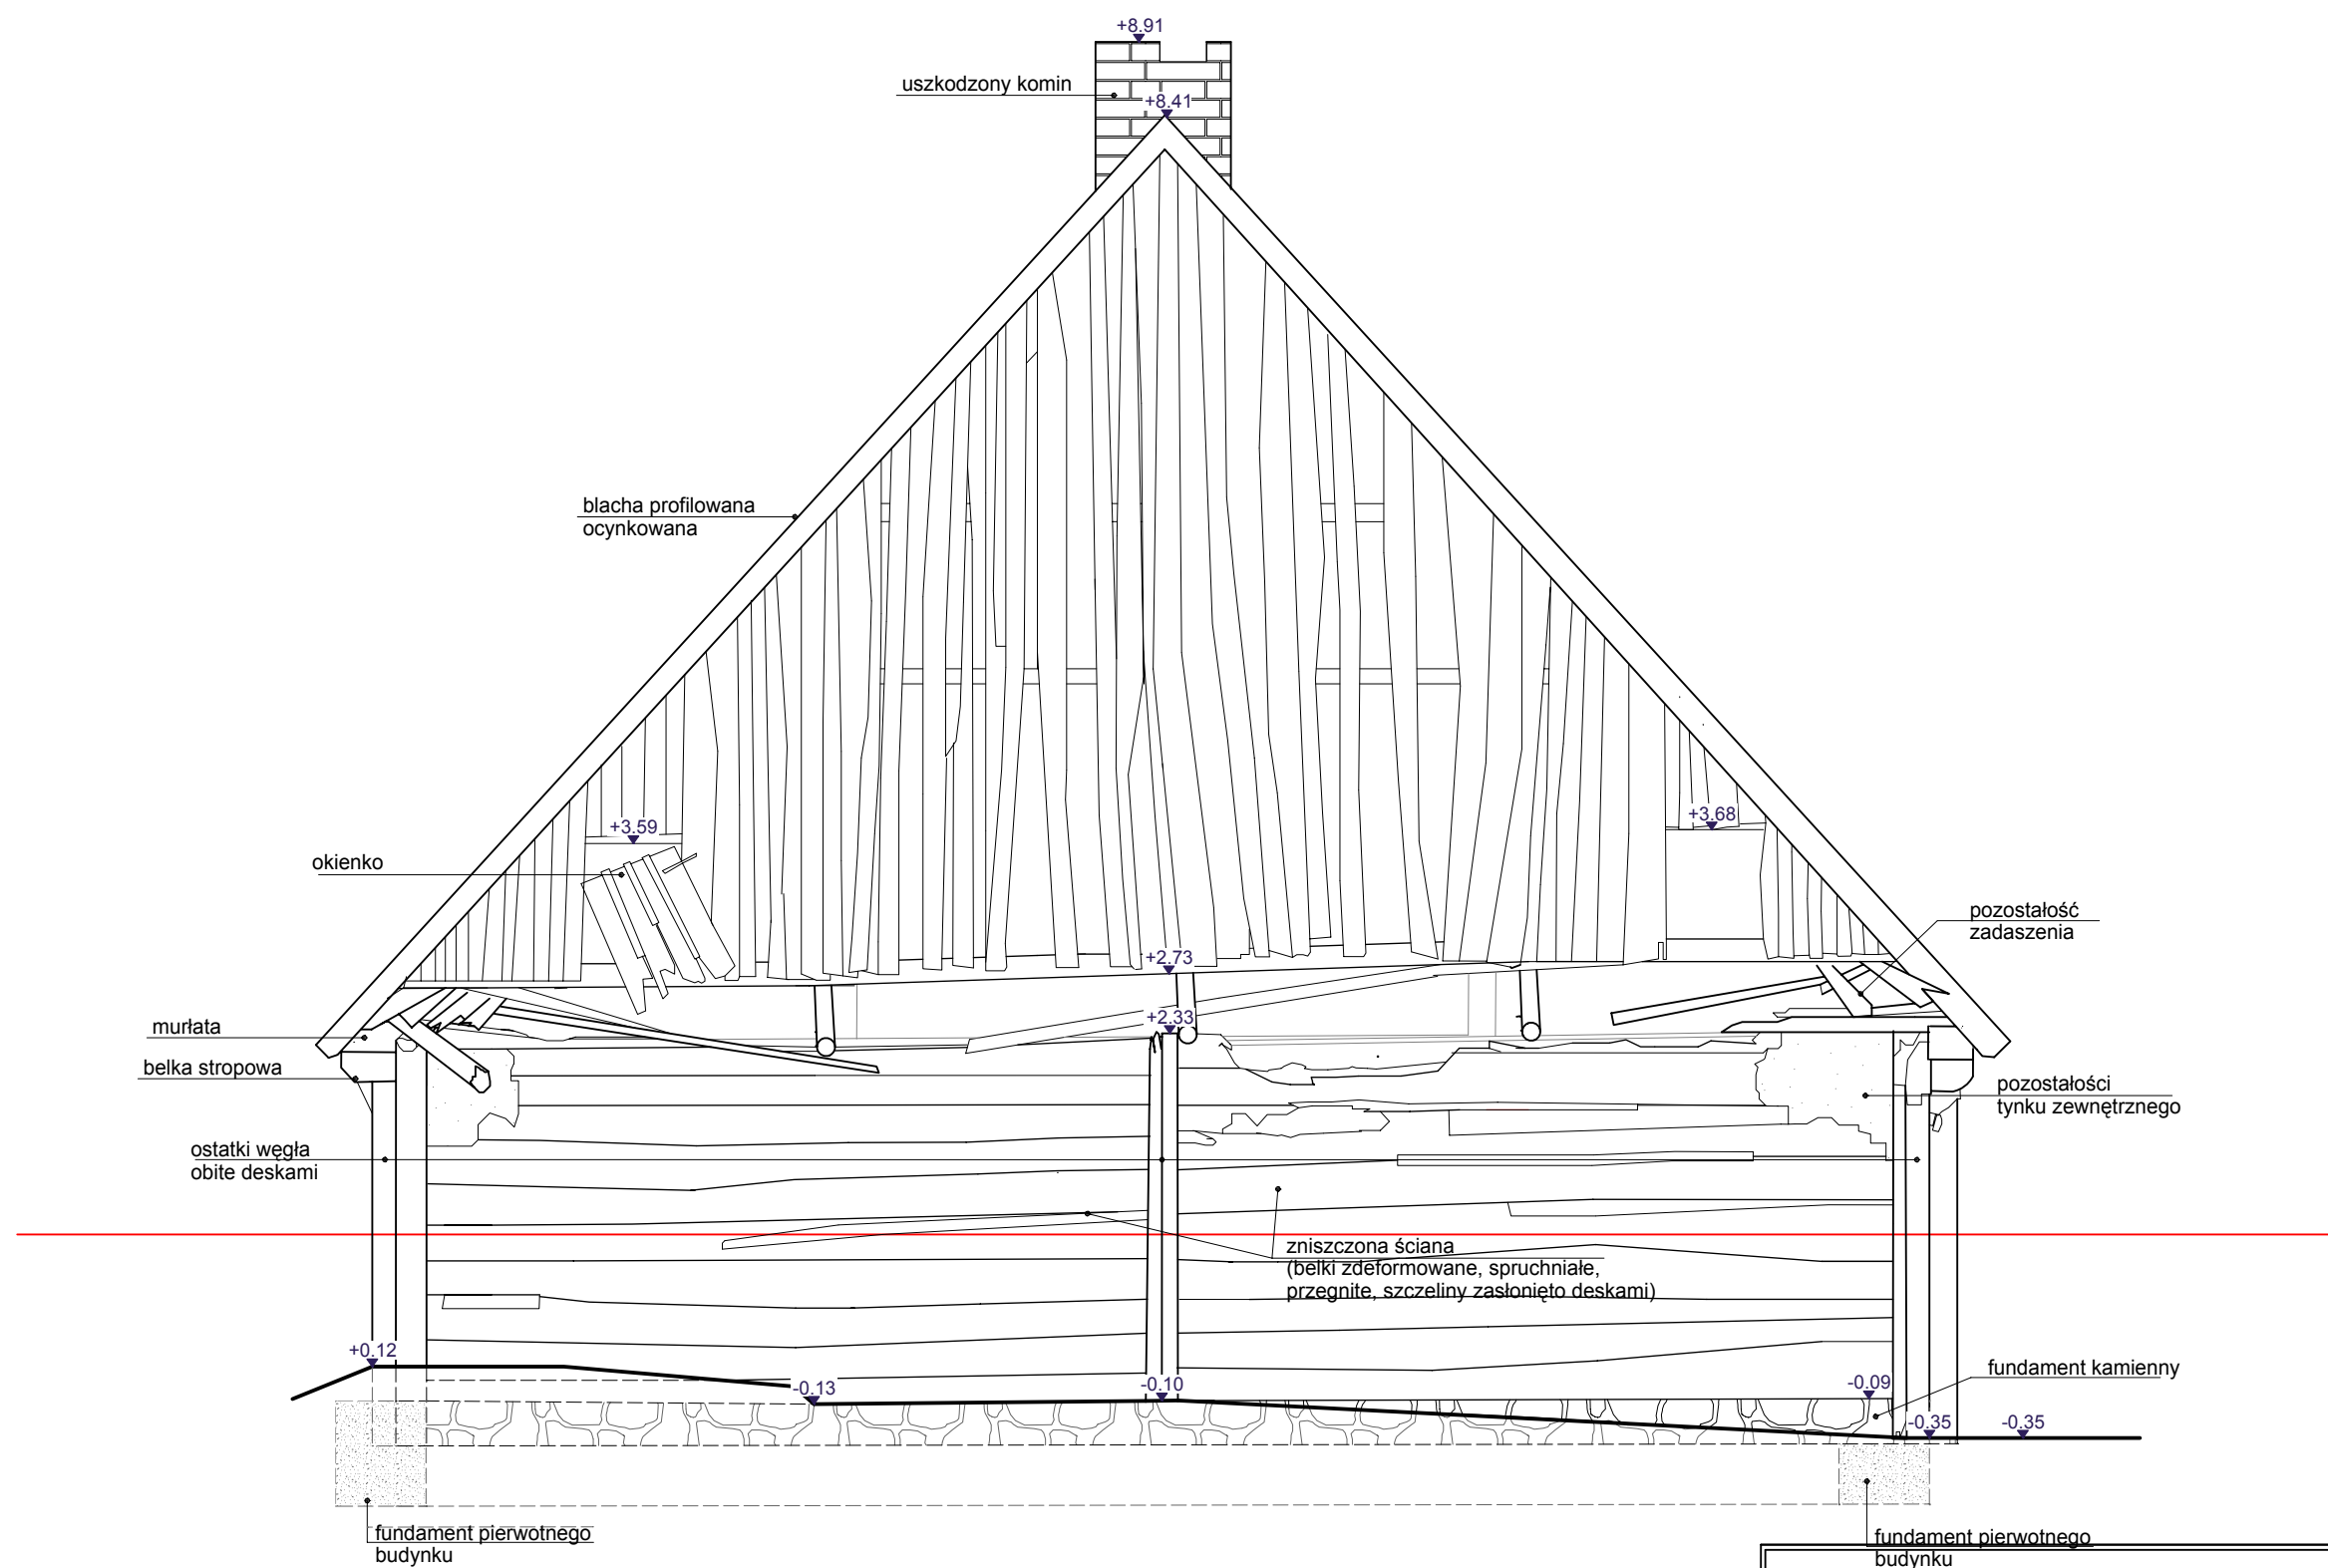 +8.91
uszkodzony komin
+8.41
blacha profilowana
ocynkowana
+3.59
+3.68
okienko
pozostałość
zadaszenia
+2.73
+2.33
murłata
belka stropowa
pozostałości
tynku zewnętrznego
ostatki węgła
obite deskami
zniszczona ściana
(belki zdeformowane, spruchniałe,
przegnite, szczeliny zasłonięto deskami)
+0.12
-0.13
-0.10
-0.09
fundament kamienny
-0.35
-0.35
fundament pierwotnego
budynku
fundament pierwotnego
budynku